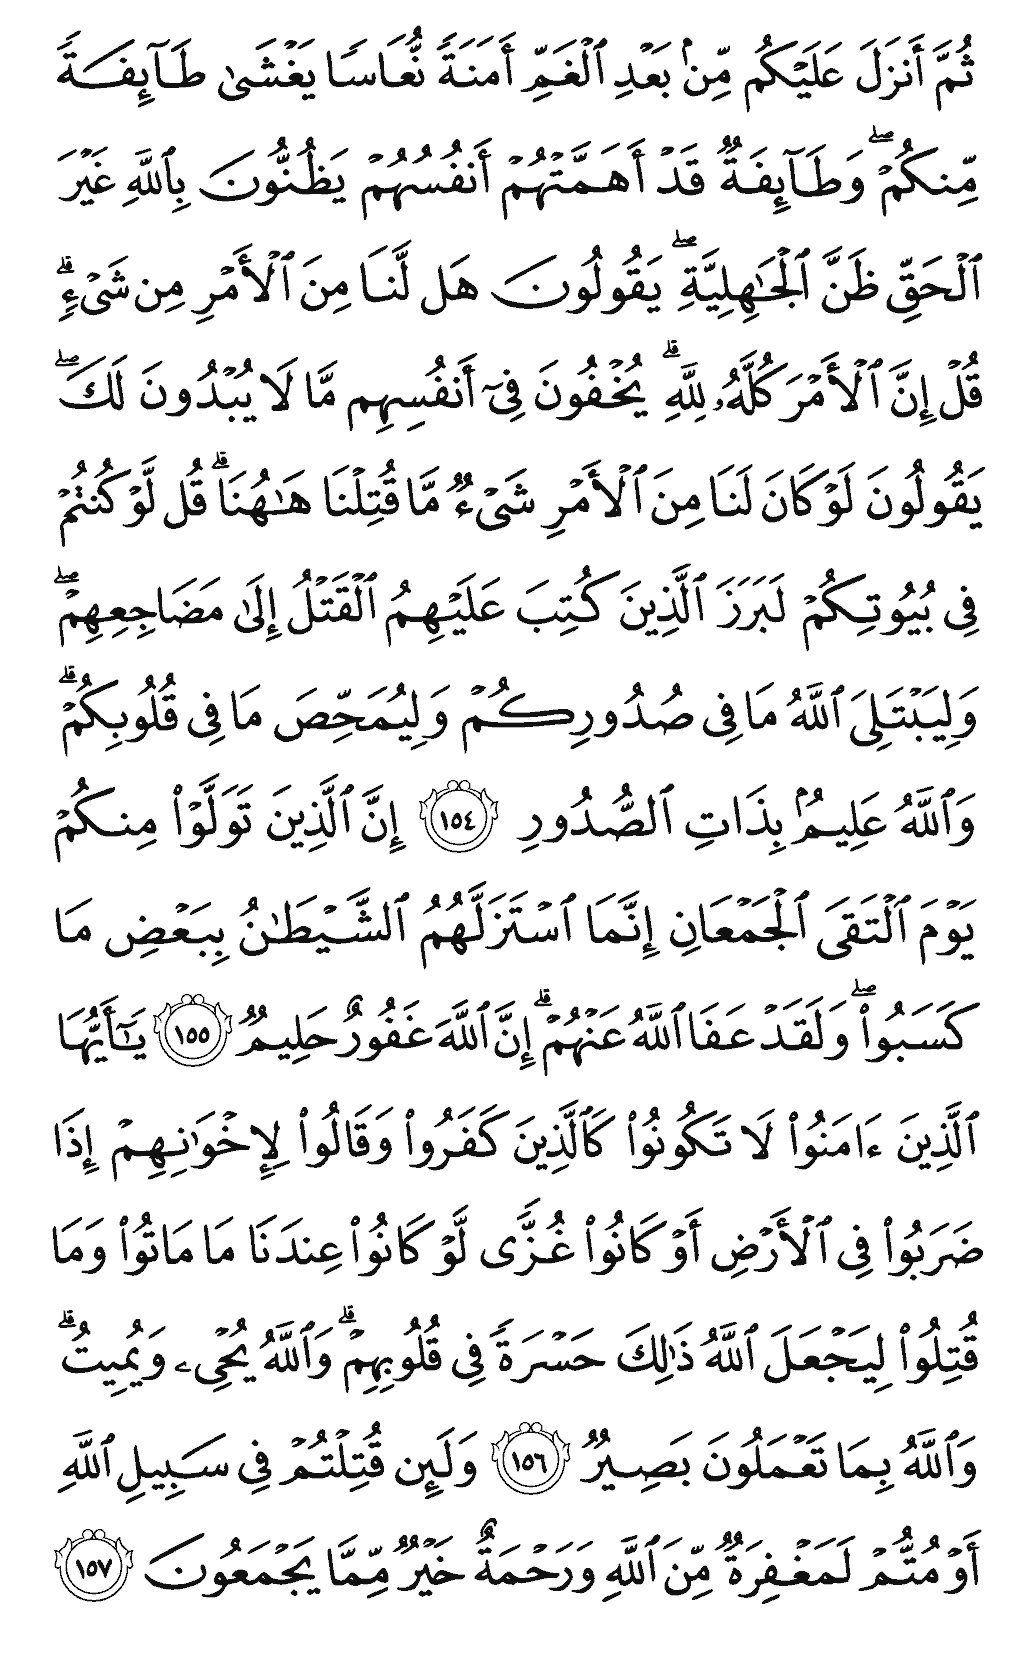 ثُمَّ أَنزَلَ عَلَيْكُم مِّنۢ بَعْدِ ٱلْغَمِّ أَمَنَةً نُّعَاسًا يَغْشَىٰ طَآئِفَةً
مِّنكُمْ ۖ وَطَآئِفَةٌ قَدْ أَهَمَّتْهُمْ أَنفُسُهُمْ يَظُنُّونَ بِٱللَّهِ غَيْرَ
ٱلْحَقِّ ظَنَّ ٱلْجَـٰهِلِيَّةِ ۖ يَقُولُونَ هَل لَّنَا مِنَ ٱلْأَمْرِ مِن شَىْءٍ ۗ
قُلْ إِنَّ ٱلْأَمْرَ كُلَّهُۥ لِلَّهِ ۗ يُخْفُونَ فِىٓ أَنفُسِهِم مَّا لَا يُبْدُونَ لَكَ ۖ
يَقُولُونَ لَوْ كَانَ لَنَا مِنَ ٱلْأَمْرِ شَىْءٌ مَّا قُتِلْنَا هَـٰهُنَا ۗ قُل لَّوْ كُنتُمْ
فِى بُيُوتِكُمْ لَبَرَزَ ٱلَّذِينَ كُتِبَ عَلَيْهِمُ ٱلْقَتْلُ إِلَىٰ مَضَاجِعِهِمْ ۖ
وَلِيَبْتَلِىَ ٱللَّهُ مَا فِى صُدُورِكُمْ وَلِيُمَحِّصَ مَا فِى قُلُوبِكُمْ ۗ
وَٱللَّهُ عَلِيمٌۢ بِذَاتِ ٱلصُّدُورِ ١٥٤ إِنَّ ٱلَّذِينَ تَوَلَّوْا۟ مِنكُمْ
يَوْمَ ٱلْتَقَى ٱلْجَمْعَانِ إِنَّمَا ٱسْتَزَلَّهُمُ ٱلشَّيْطَـٰنُ بِبَعْضِ مَا
كَسَبُوا۟ ۖ وَلَقَدْ عَفَا ٱللَّهُ عَنْهُمْ ۗ إِنَّ ٱللَّهَ غَفُورٌ حَلِيمٌ ١٥٥ يَـٰٓأَيُّهَا
ٱلَّذِينَ ءَامَنُوا۟ لَا تَكُونُوا۟ كَٱلَّذِينَ كَفَرُوا۟ وَقَالُوا۟ لِإِخْوَٰنِهِمْ إِذَا
ضَرَبُوا۟ فِى ٱلْأَرْضِ أَوْ كَانُوا۟ غُزًّى لَّوْ كَانُوا۟ عِندَنَا مَا مَاتُوا۟ وَمَا
قُتِلُوا۟ لِيَجْعَلَ ٱللَّهُ ذَٰلِكَ حَسْرَةً فِى قُلُوبِهِمْ ۗ وَٱللَّهُ يُحْىِۦ وَيُمِيتُ ۗ
وَٱللَّهُ بِمَا تَعْمَلُونَ بَصِيرٌ ١٥٦ وَلَئِن قُتِلْتُمْ فِى سَبِيلِ ٱللَّهِ
أَوْ مُتُّمْ لَمَغْفِرَةٌ مِّنَ ٱللَّهِ وَرَحْمَةٌ خَيْرٌ مِّمَّا يَجْمَعُونَ ١٥٧